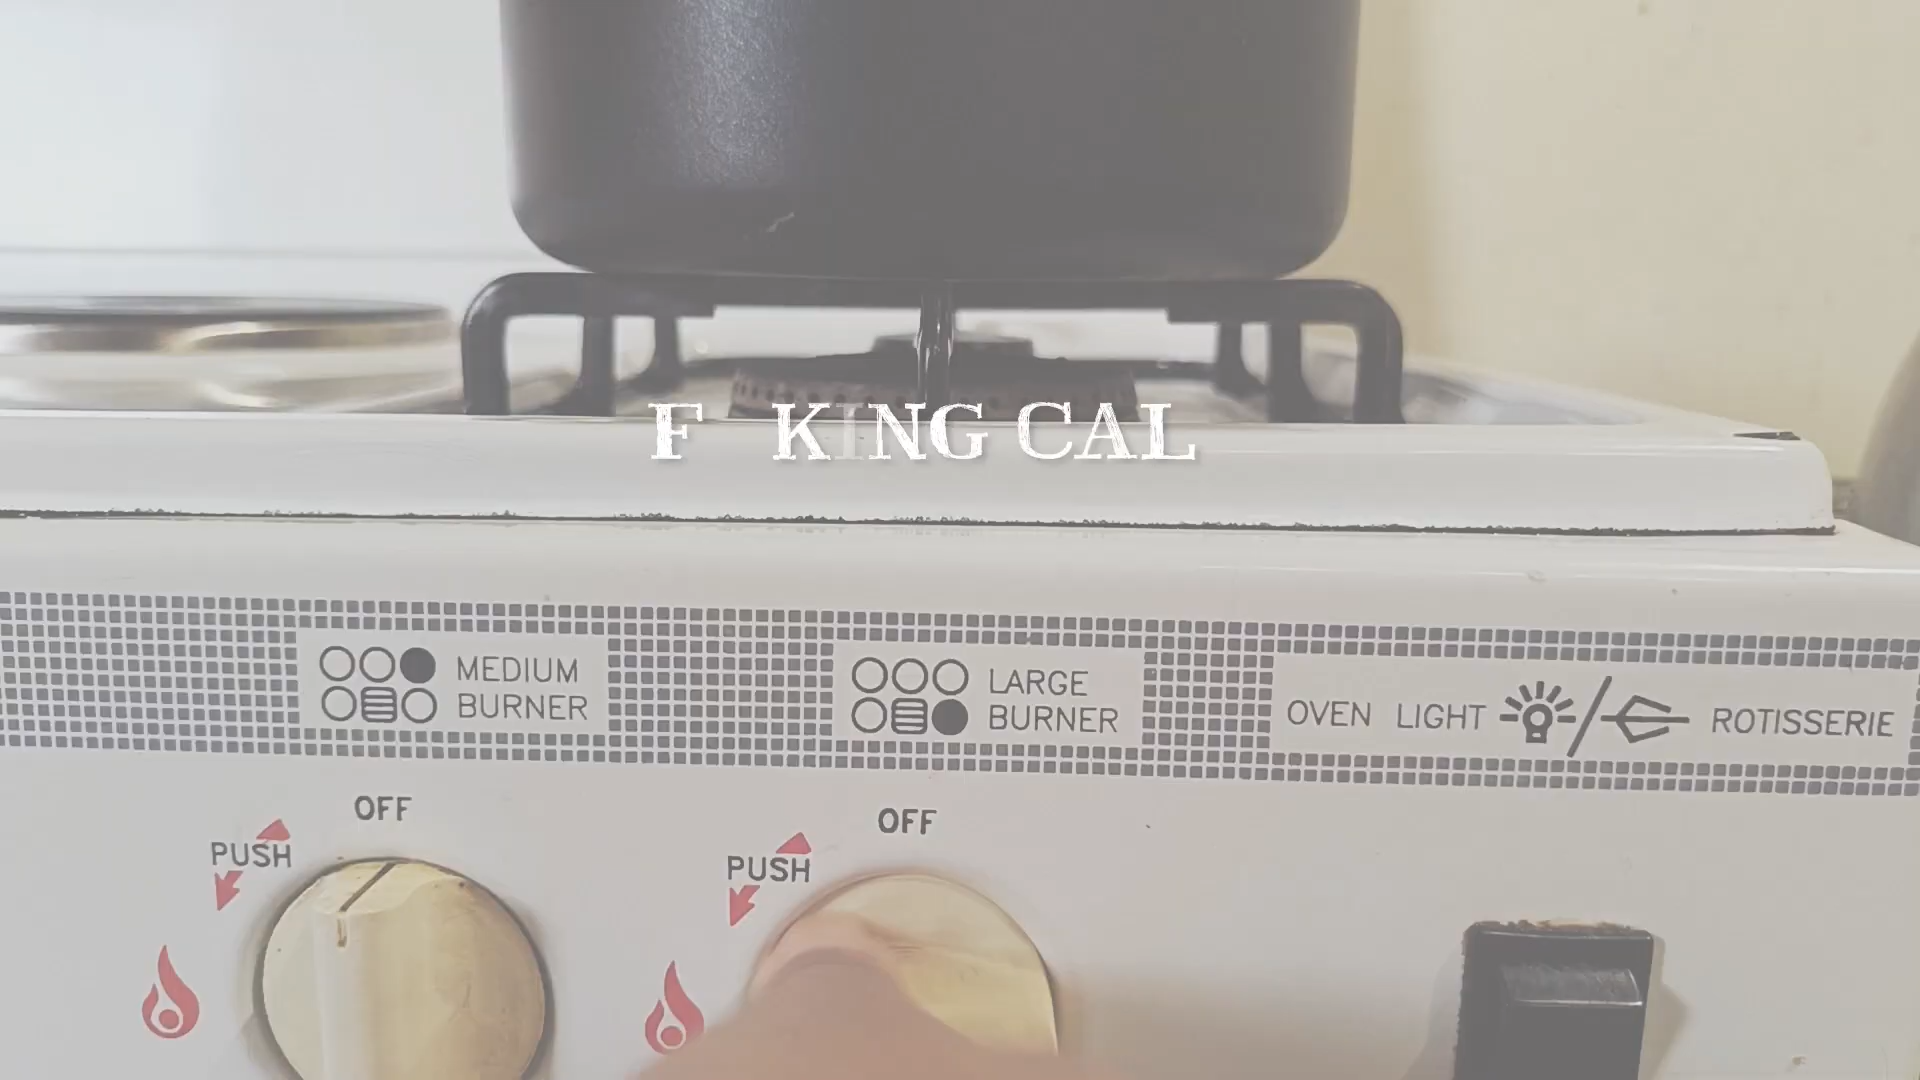 F KING CAL
MEDIUM
BURNER
LARGE
BURNER
OVEN LIGHT
ROTISSERIE
OFF
PUSH
OFF
PUSH